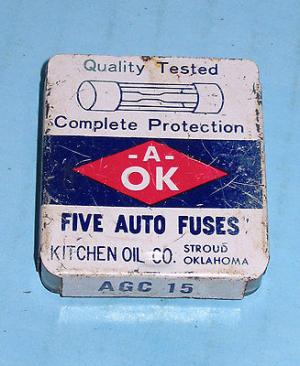 Quality Tested
Complete Protection
-A-
OK
FIVE AUTO FUSES
KITCHEN OIL CO. STROUD OKLAHOMA
AGC 15